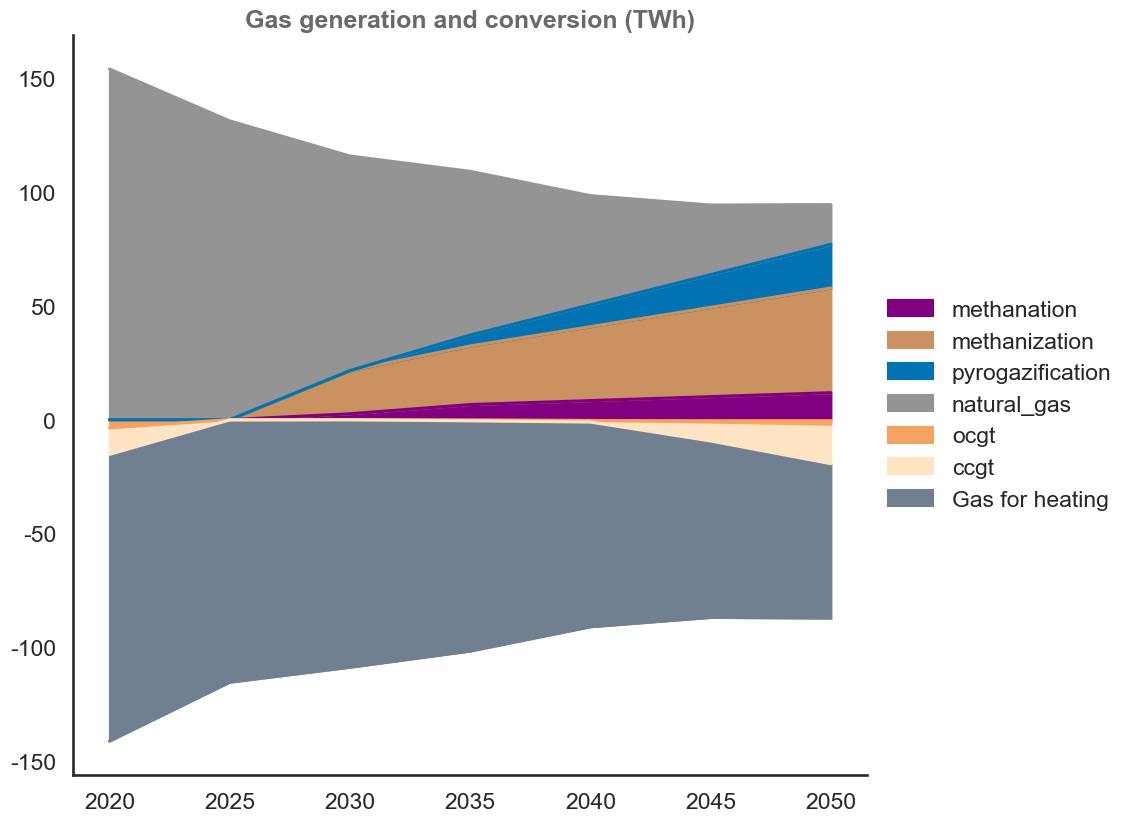 Gas generation and conversion (TWh)
150
100
50
0
-50
-100
-150
2020 2025 2030 2035 2040 2045 2050
methanation
methanization
pyrogazification
natural_gas
ocgt
ccgt
Gas for heating